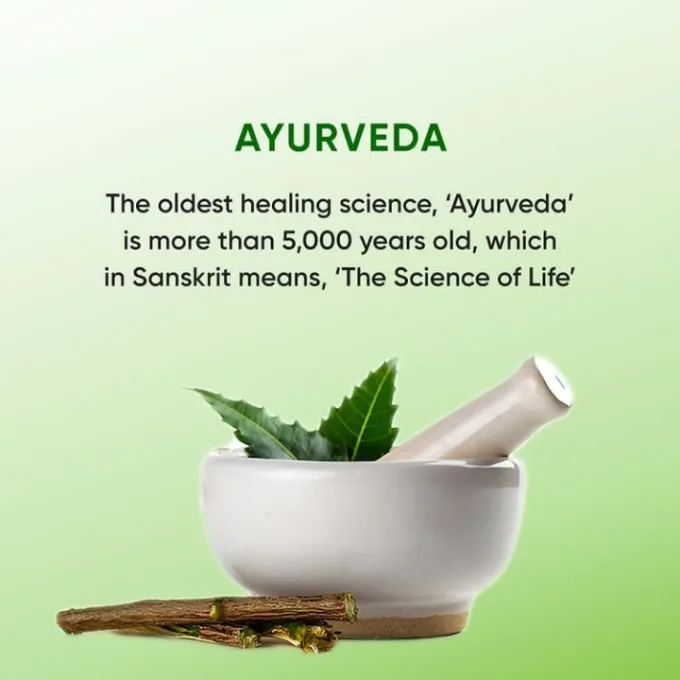 AYURVEDA
The oldest healing science, ‘Ayurveda’
is more than 5,000 years old, which
in Sanskrit means, ‘The Science of Life’